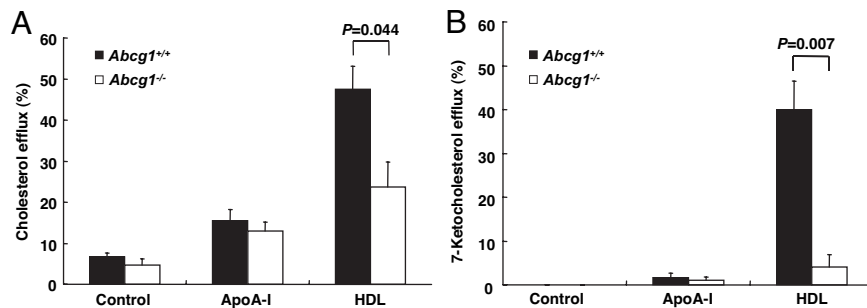 A
Cholesterol efflux (%)
60
50
40
30
20
10
0
Abcg1+/+
Abcg1-/-
P=0.044
Control
ApoA-I
HDL
B
7-Ketocholesterol efflux (%)
60
50
40
30
20
10
0
Abcg1+/+
Abcg1-/-
P=0.007
Control
ApoA-I
HDL